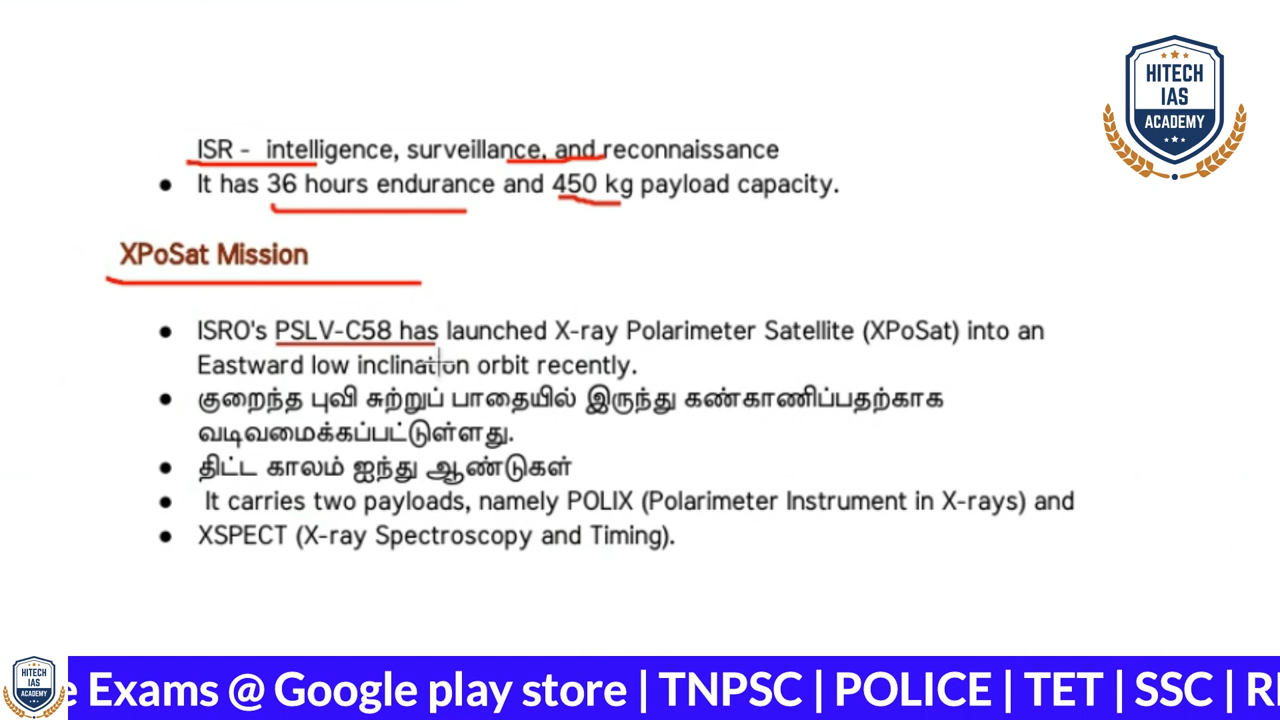 HITECH
IAS
ACADEMY
ISR - intelligence, surveillance, and reconnaissance
● It has 36 hours endurance and 450 kg payload capacity.
XPoSat Mission
● ISRO's PSLV-C58 has launched X-ray Polarimeter Satellite (XPoSat) into an
Eastward low inclination orbit recently.
● குறைந்த புவி சுற்றுப் பாதையில் இருந்து கண்காணிப்பதற்காக
வடிவமைக்கப்பட்டுள்ளது.
● திட்ட காலம் ஐந்து ஆண்டுகள்
● It carries two payloads, namely POLIX (Polarimeter Instrument in X-rays) and
● XSPECT (X-ray Spectroscopy and Timing).
HITECH
IAS
ACADEMY
e Exams @ Google play store | TNPSC | POLICE | TET | SSC |